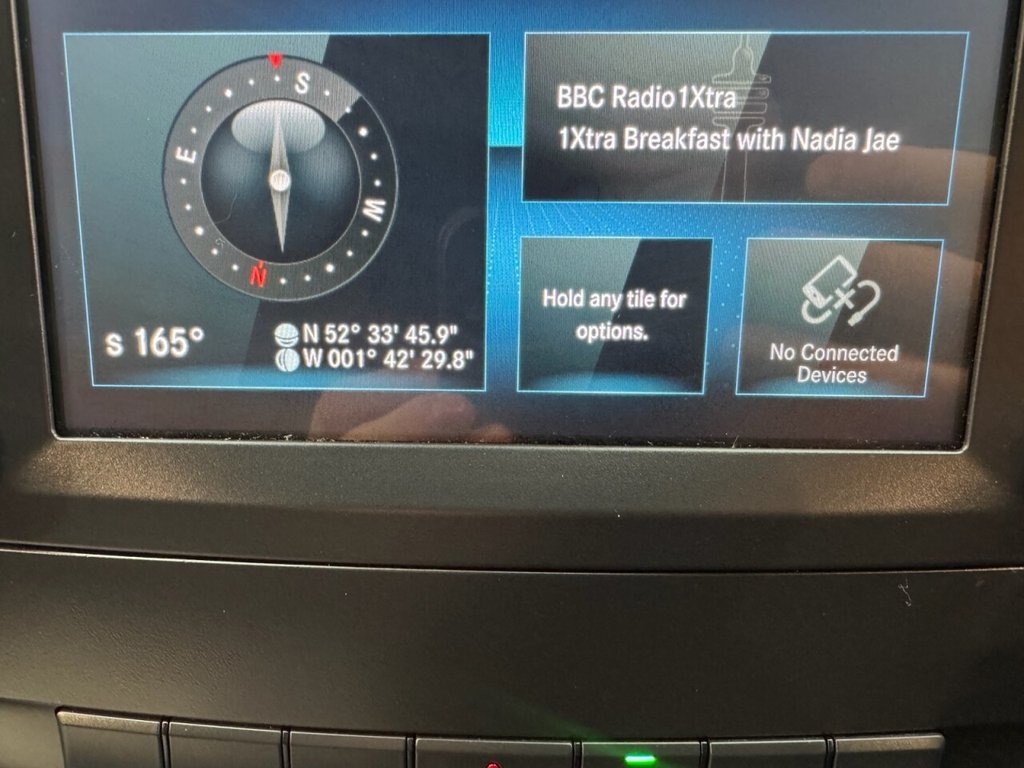 S
E
W
N
S 165°
N 52° 33' 45.9"
W 001° 42' 29.8"
BBC Radio 1Xtra
1Xtra Breakfast with Nadia Jae
Hold any tile for
options.
No Connected
Devices